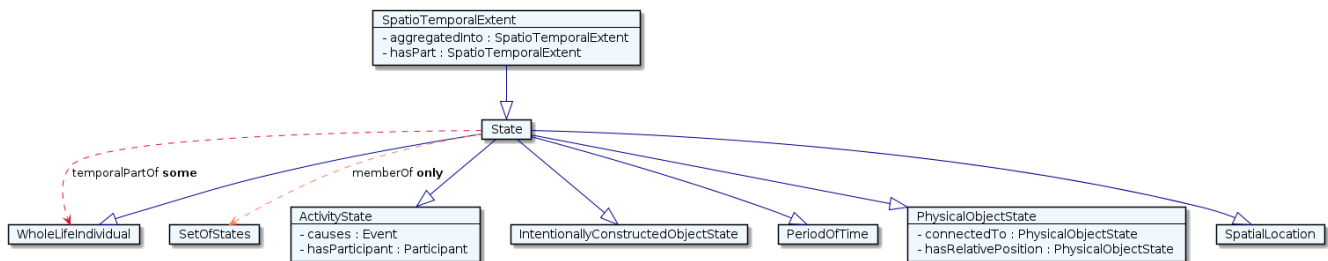 SpatioTemporalExtent
- aggregatedInto : SpatioTemporalExtent
- hasPart : SpatioTemporalExtent
State
temporalPartOf some
memberOf only
WholeLifeIndividual
SetOfStates
ActivityState
- causes : Event
- hasParticipant : Participant
IntentionallyConstructedObjectState
PeriodOfTime
PhysicalObjectState
- connectedTo : PhysicalObjectState
- hasRelativePosition : PhysicalObjectState
SpatialLocation